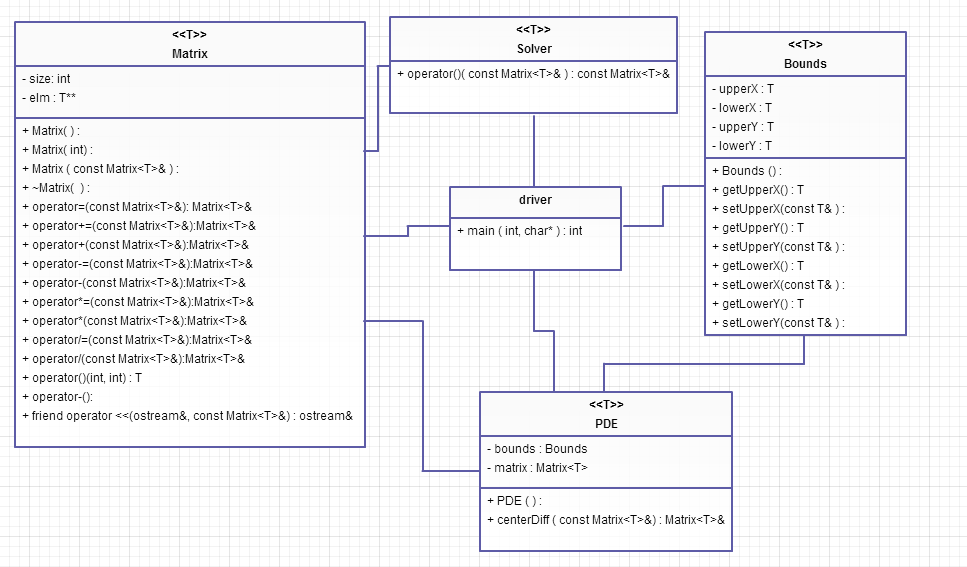 <<T>>
Matrix
- size: int
- elm : T**
+ Matrix( ) :
+ Matrix( int) :
+ Matrix ( const Matrix<T>& ) :
+ ~Matrix(  ) :
+ operator=(const Matrix<T>&): Matrix<T>&
+ operator+=(const Matrix<T>&):Matrix<T>&
+ operator+(const Matrix<T>&):Matrix<T>&
+ operator-=(const Matrix<T>&):Matrix<T>&
+ operator-(const Matrix<T>&):Matrix<T>&
+ operator*=(const Matrix<T>&):Matrix<T>&
+ operator*(const Matrix<T>&):Matrix<T>&
+ operator/=(const Matrix<T>&):Matrix<T>&
+ operator/(const Matrix<T>&):Matrix<T>&
+ operator()(int, int) : T
+ operator-():
+ friend operator <<(ostream&, const Matrix<T>&) : ostream&
<<T>>
Solver
+ operator()( const Matrix<T>& ) : const Matrix<T>&
driver
+ main ( int, char* ) : int
<<T>>
Bounds
- upperX : T
- lowerX : T
- upperY : T
- lowerY : T
+ Bounds () :
+ getUpperX() : T
+ setUpperX(const T& ) :
+ getUpperY() : T
+ setUpperY(const T& ) :
+ getLowerX() : T
+ setLowerX(const T& ) :
+ getLowerY() : T
+ setLowerY(const T& ) :
<<T>>
PDE
- bounds : Bounds
- matrix : Matrix<T>
+ PDE ( ) :
+ centerDiff ( const Matrix<T>&) : Matrix<T>&